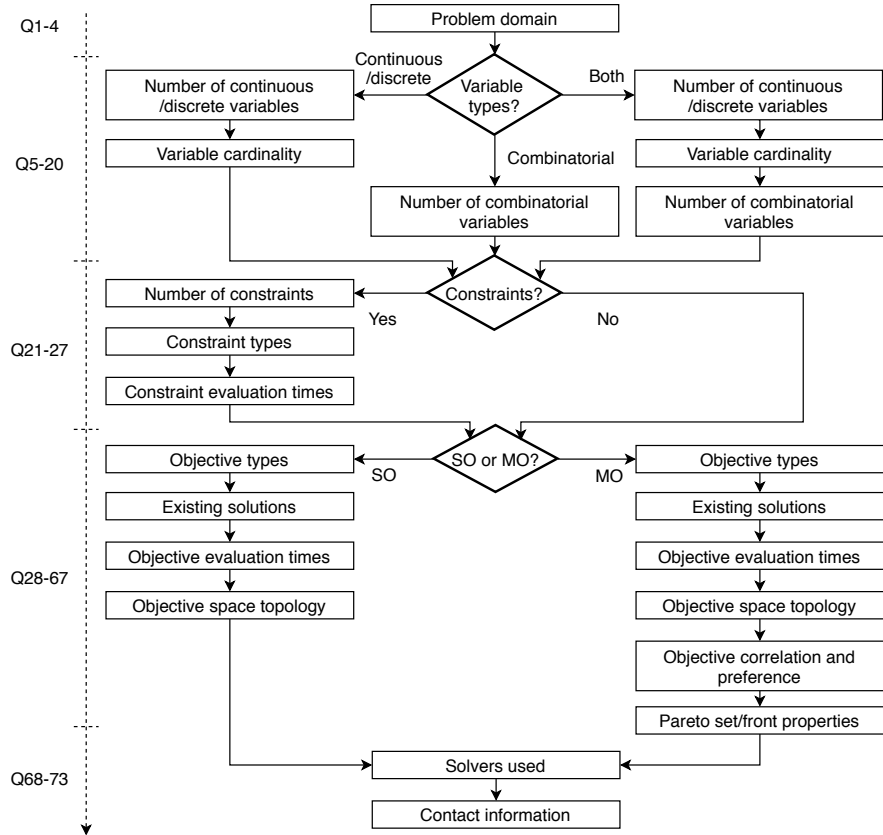 Q1-4
Problem domain
Continuous
/discrete
Variable
types?
Both
Number of continuous
/discrete variables
Number of continuous
/discrete variables
Q5-20
Variable cardinality
Combinatorial
Variable cardinality
Number of combinatorial
variables
Number of combinatorial
variables
Number of constraints
Constraints?
Yes
No
Q21-27
Constraint types
Constraint evaluation times
Objective types
SO or MO?
Objective types
SO
MO
Existing solutions
Existing solutions
Objective evaluation times
Objective evaluation times
Q28-67
Objective space topology
Objective space topology
Objective correlation and
preference
Pareto set/front properties
Q68-73
Solvers used
Contact information